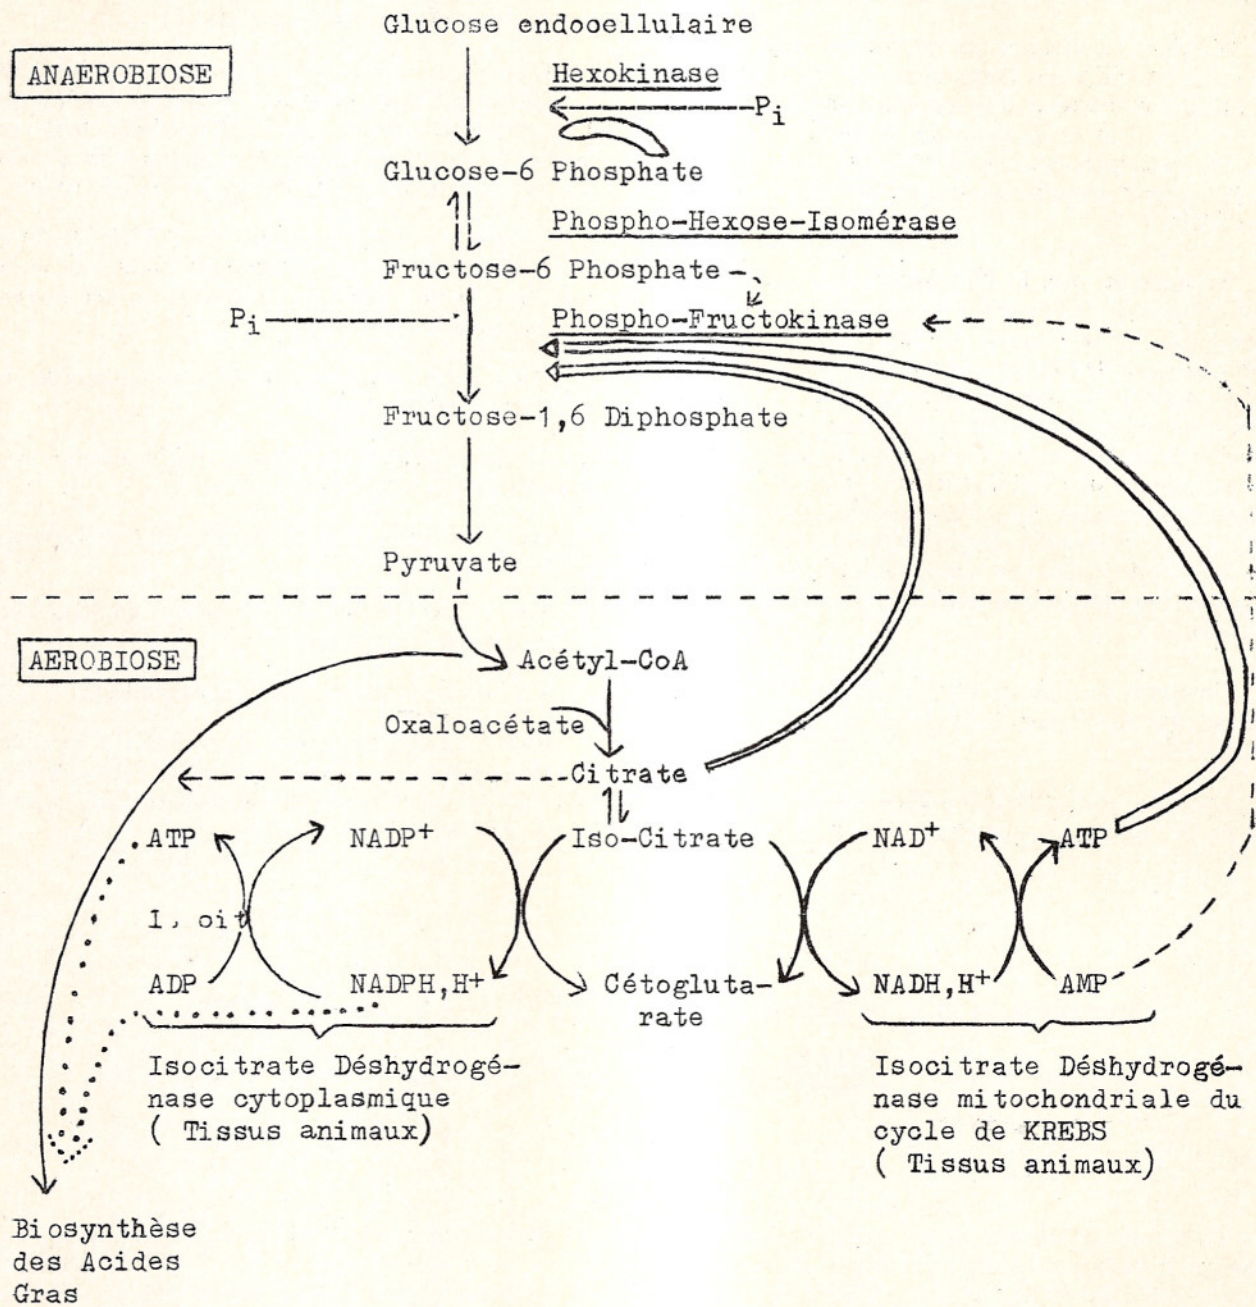 Glucose endocellulaire
ANAEROBIOSE
Hexokinase
Pi
Glucose-6 Phosphate
Phospho-Hexose-Isomérase
Fructose-6 Phosphate
Pi
Phospho-Fructokinase
Fructose-1,6 Diphosphate
Pyruvate
AEROBIOSE
Acétyl-CoA
Oxaloacétate
Citrate
ATP NADP+ Iso-Citrate NAD+ ATP
ADP NADPH,H+ Cétogluta-
rate
NADH,H+ AMP
Isocitrate Déshydrogé-
nase cytoplasmique
( Tissus animaux)
Isocitrate Déshydrogé-
nase mitochondriale du
cycle de KREBS
( Tissus animaux)
Biosynthèse
des Acides
Gras